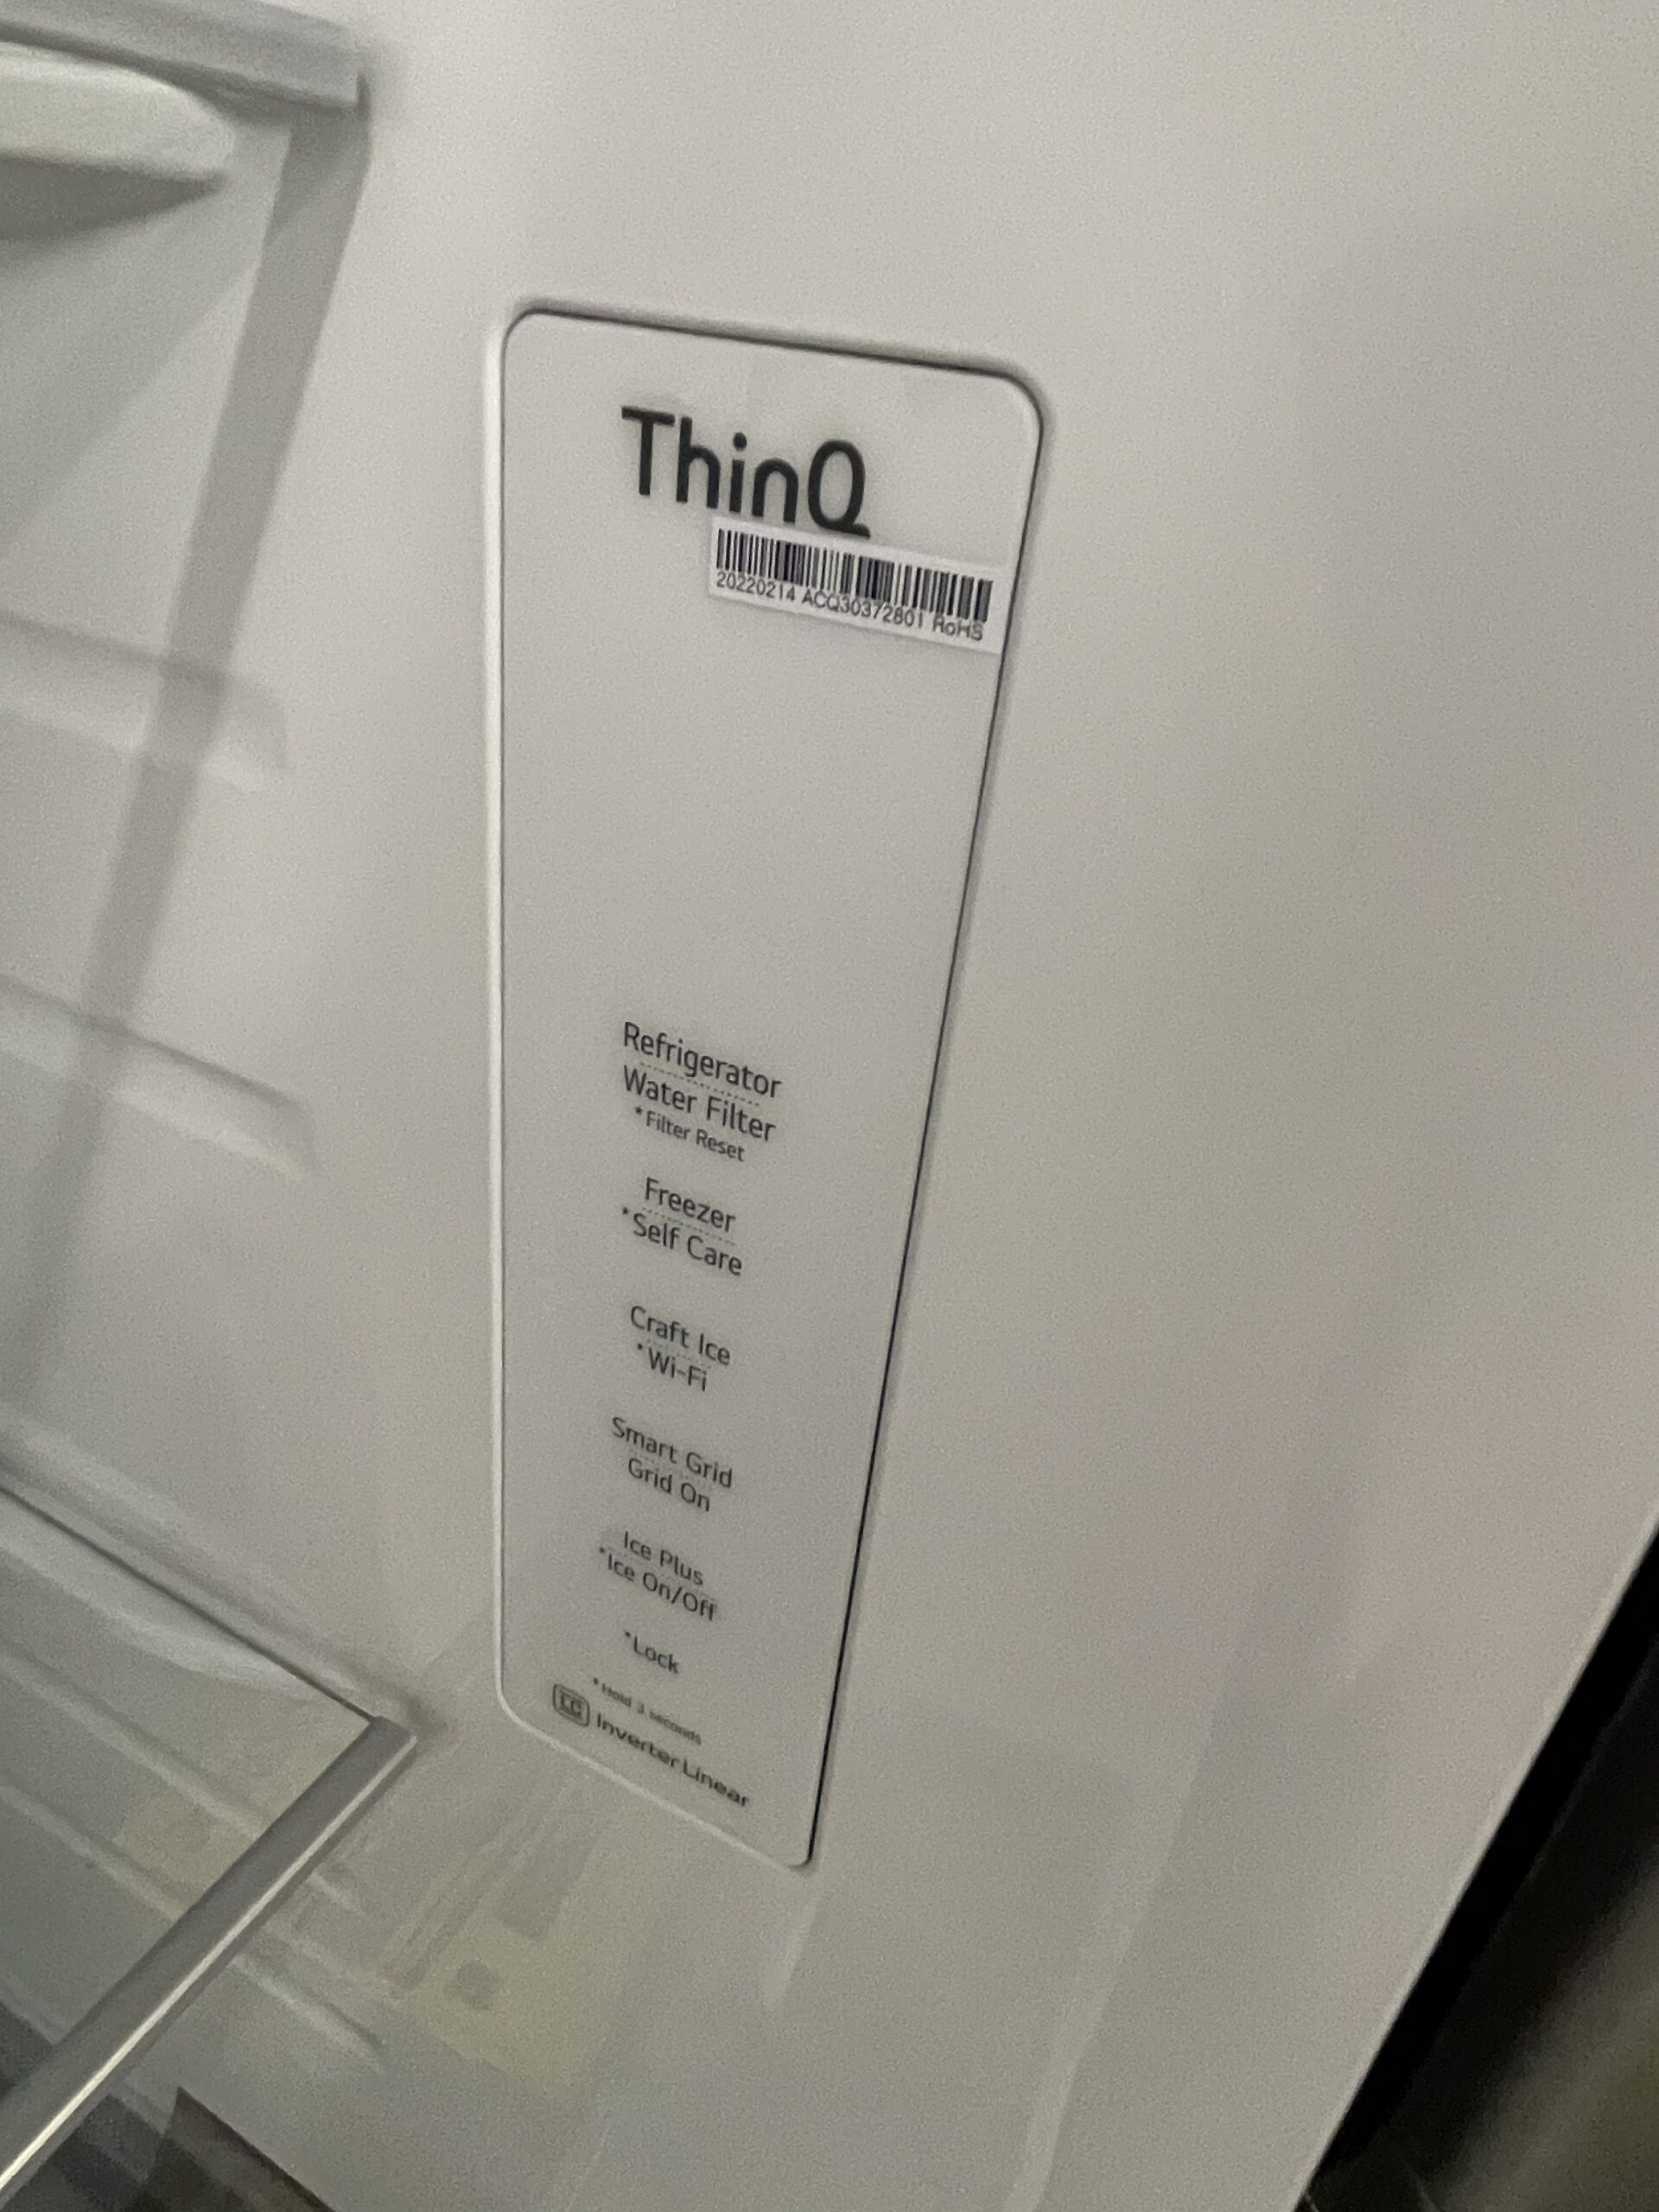 ThinQ
20220214 ACQ30372801 RoHS
Refrigerator
Water Filter
*Filter Reset
Freezer
*Self Care
Craft Ice
*Wi-Fi
Smart Grid
Grid On
Ice Plus
*Ice On/Off
*Lock
*Hold 3 seconds
Inverter Linear